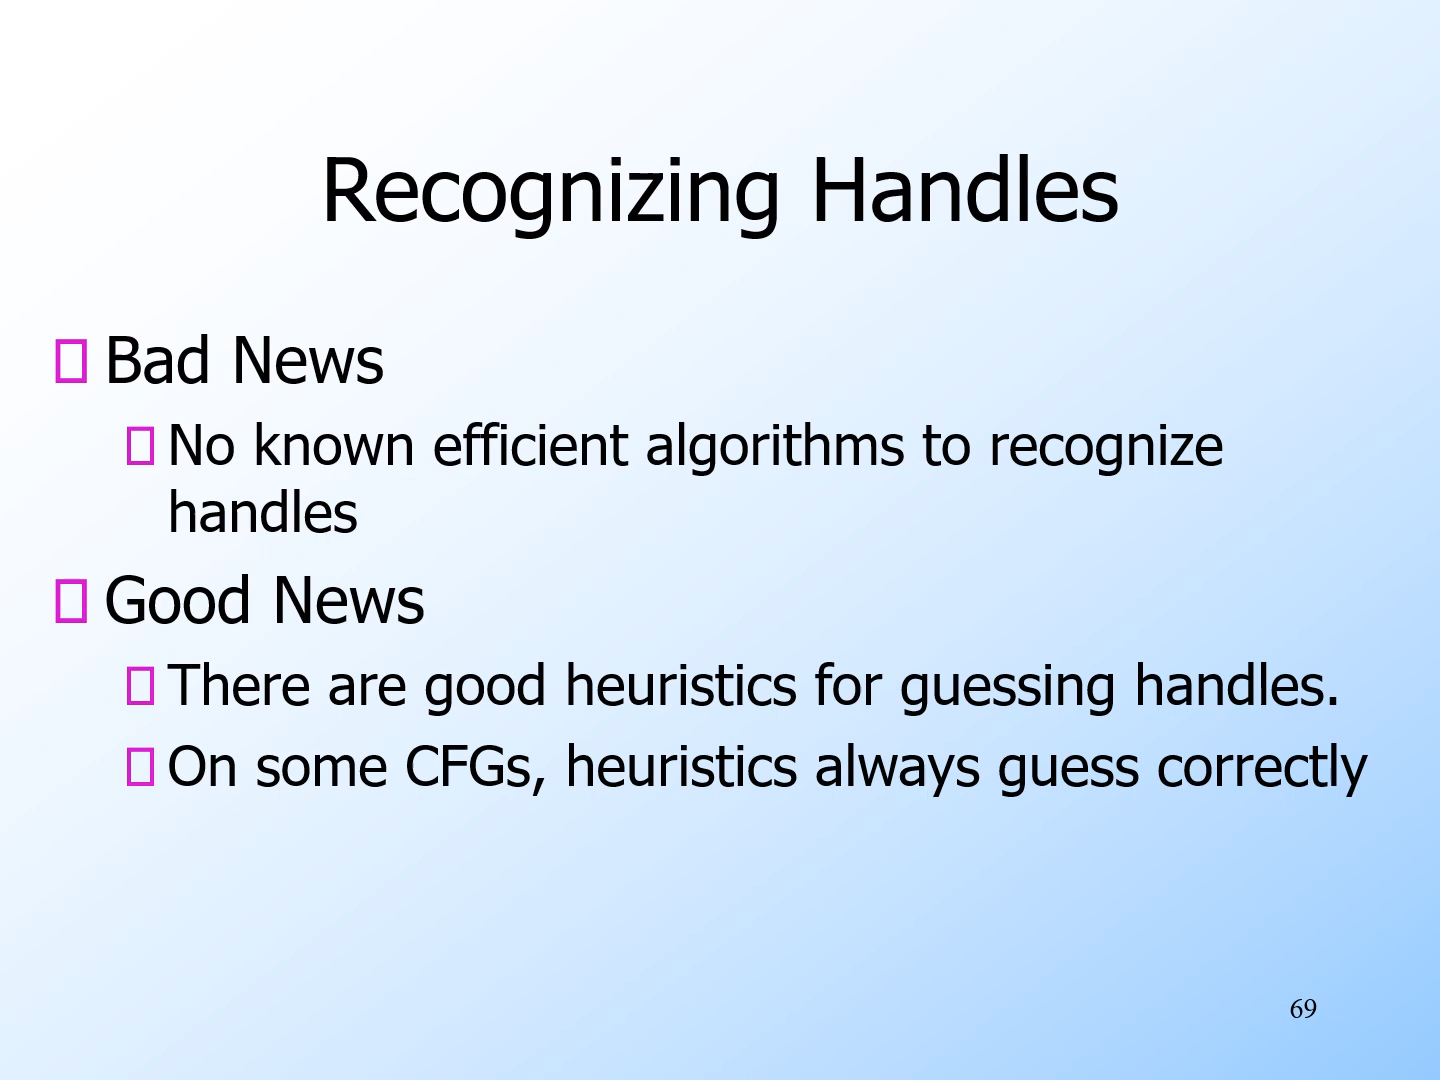 Recognizing Handles
Bad News
No known efficient algorithms to recognize
handles
Good News
There are good heuristics for guessing handles.
On some CFGs, heuristics always guess correctly
69